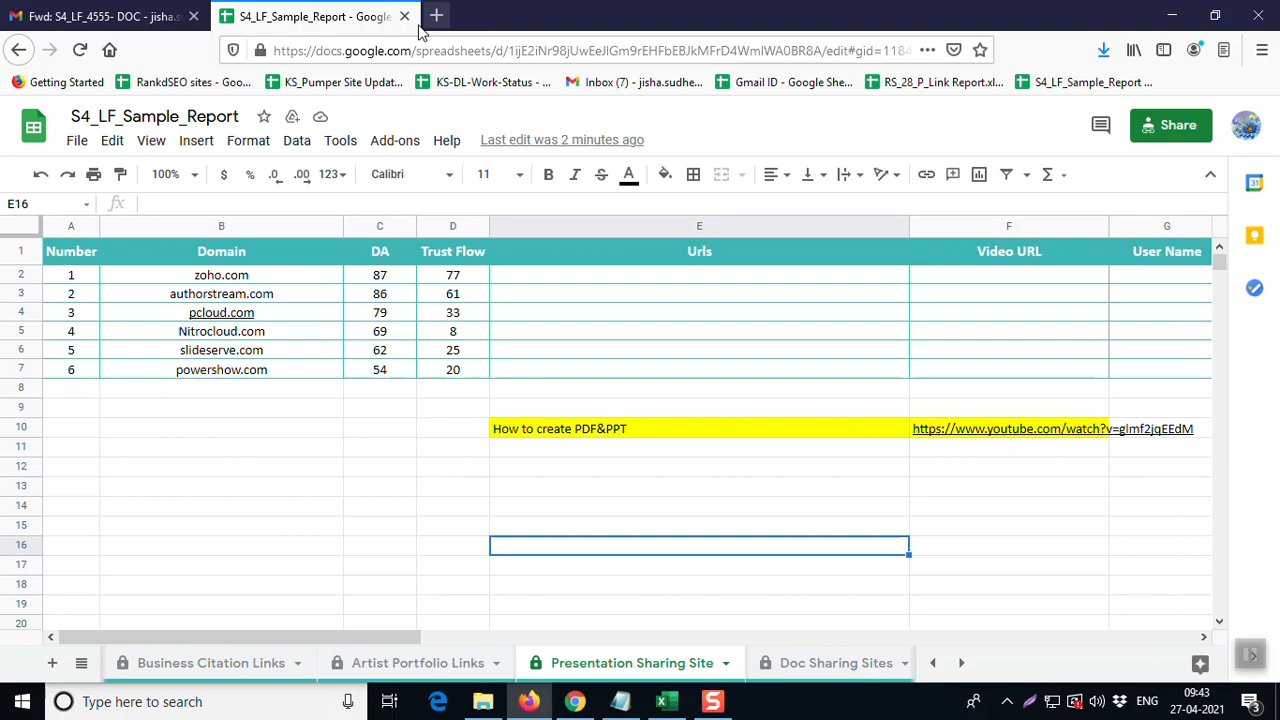 Fwd: S4_LF_4555- DOC - jisha.su
S4_LF_Sample_Report - Google
https://docs.google.com/spreadsheets/d/1jjE2iNr98jUwEeJlGm9rEHFbEBJkMFrD4WmlWA0BR8A/edit#gid=1184
Getting Started
RankdSEO sites - Goo...
KS_Pumper Site Updat...
KS-DL-Work-Status - ...
Inbox (7) - jisha.sudhe...
Gmail ID - Google She...
RS_28_P_Link Report.xl...
S4_LF_Sample_Report ...
S4_LF_Sample_Report
File Edit View Insert Format Data Tools Add-ons Help Last edit was 2 minutes ago
Share
100% $ % .0 .00 123 Calibri 11 B I S A
E16 fx
A B C D E F G
1 Number Domain DA Trust Flow Urls Video URL User Name
2 1 zoho.com 87 77
3 2 authorstream.com 86 61
4 3 pcloud.com 79 33
5 4 Nitrocloud.com 69 8
6 5 slideserve.com 62 25
7 6 powershow.com 54 20
8
9
10 How to create PDF&PPT https://www.youtube.com/watch?v=glmf2jqEEdM
11
12
13
14
15
16
17
18
19
20
Business Citation Links
Artist Portfolio Links
Presentation Sharing Site
Doc Sharing Sites
31
Type here to search
ENG
09:43
27-04-2021
3